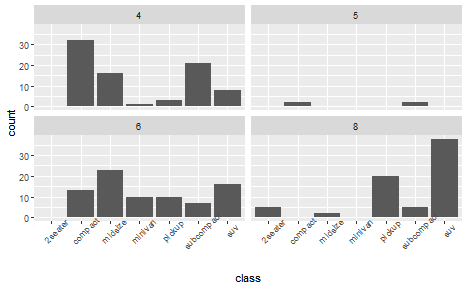 4
5
30
20
10
0
count
6
8
30
20
10
0
2seater
compact
midsize
minivan
pickup
subcompact
suv
2seater
compact
midsize
minivan
pickup
subcompact
suv
class